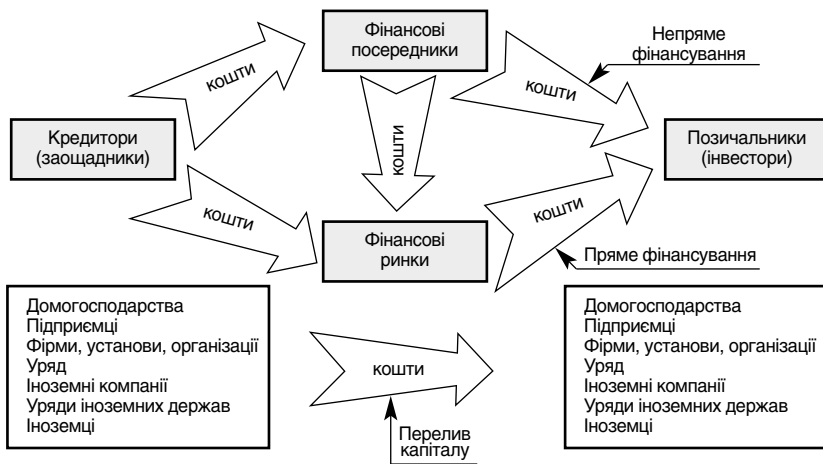 Фінансові
посередники
Непряме
фінансування
кошти
кошти
Кредитори
(заощадники)
кошти
Позичальники
(інвестори)
кошти
кошти
Фінансові
ринки
Пряме фінансування
Домогосподарства
Підприємці
Фірми, установи, організації
Уряд
Іноземні компанії
Уряди іноземних держав
Іноземці
кошти
Перелив
капіталу
Домогосподарства
Підприємці
Фірми, установи, організації
Уряд
Іноземні компанії
Уряди іноземних держав
Іноземці